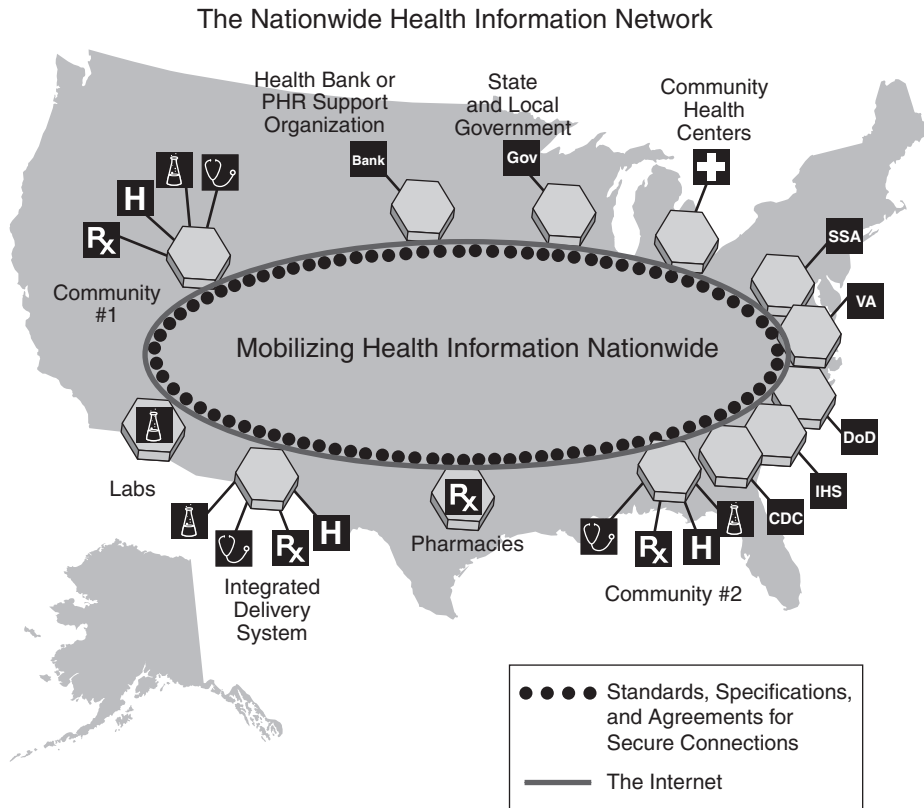 The Nationwide Health Information Network
Health Bank or
PHR Support
Organization
State
and Local
Government
Community
Health
Centers
Bank
Gov
H
Rx
Community
#1
SSA
VA
Mobilizing Health Information Nationwide
DoD
IHS
CDC
Labs
H
Rx
Integrated
Delivery
System
Rx
Pharmacies
Rx
H
Community #2
Standards, Specifications,
and Agreements for
Secure Connections
The Internet